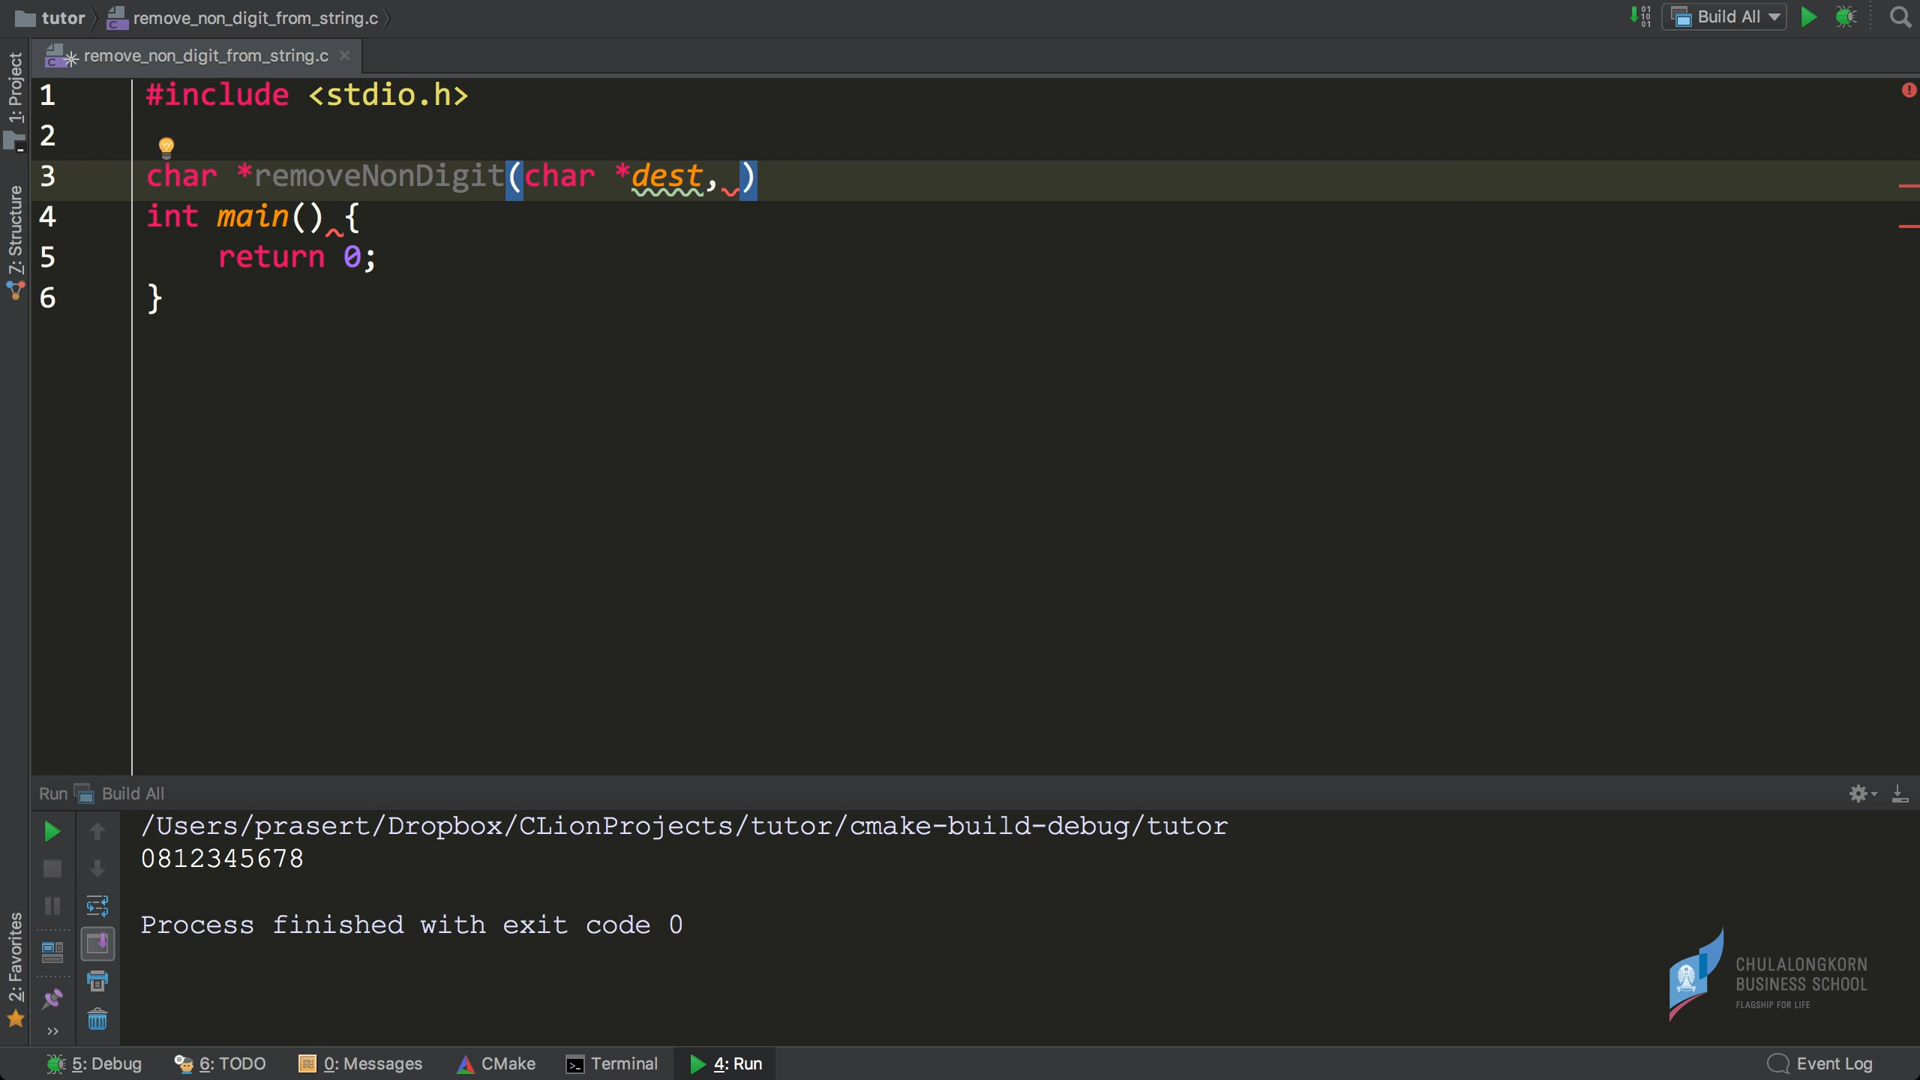 tutor remove_non_digit_from_string.c Build All
remove_non_digit_from_string.c
1: Project
7: Structure
2: Favorites
1 #include <stdio.h>
2
3 char *removeNonDigit(char *dest, )
4 int main() {
5 return 0;
6 }
Run Build All
/Users/prasert/Dropbox/CLionProjects/tutor/cmake-build-debug/tutor
0812345678
Process finished with exit code 0
CHULALONGKORN
BUSINESS SCHOOL
FLAGSHIP FOR LIFE
5: Debug 6: TODO 0: Messages CMake Terminal 4: Run Event Log